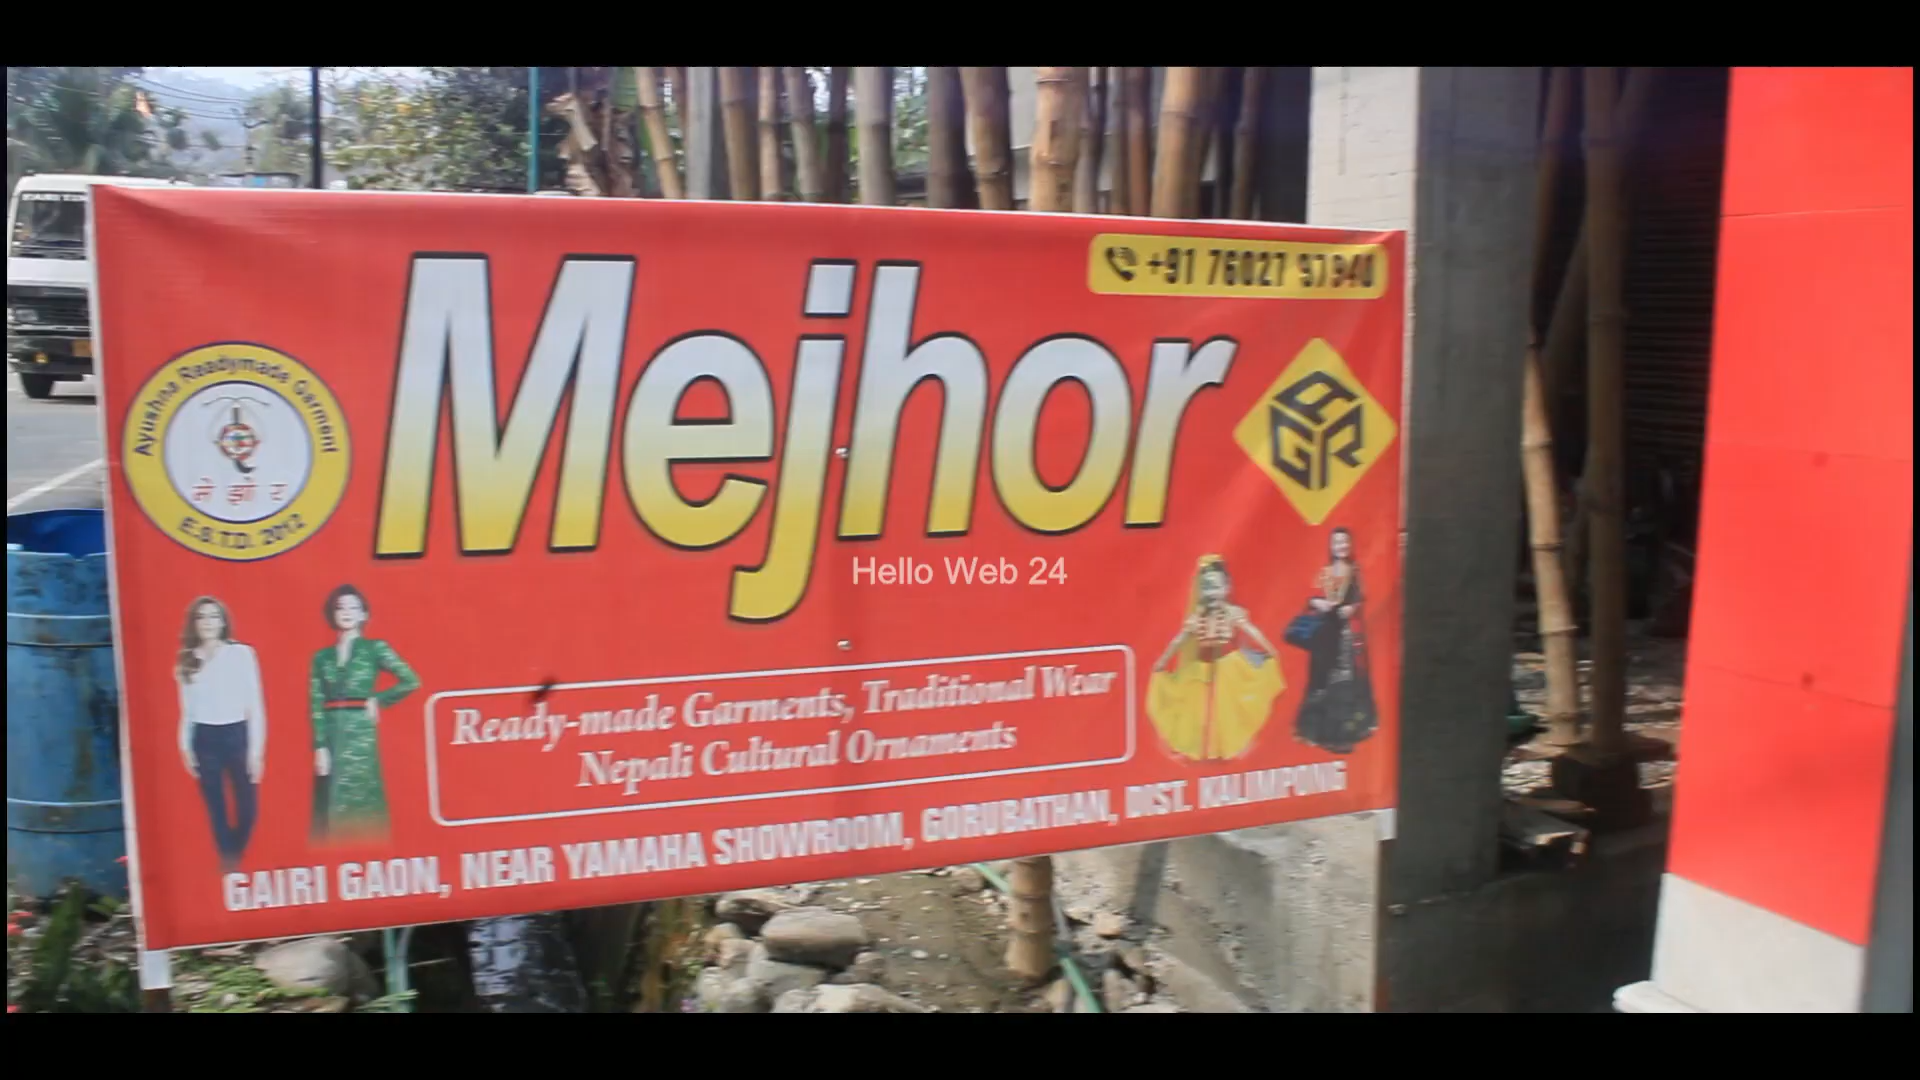 +91 76027 97940
Mejhor
Ayushna Readymade Garment
मे झो र
E.S.T.D. 2012
AGR
Hello Web 24
Ready-made Garments, Traditional Wear
Nepali Cultural Ornaments
GAIRI GAON, NEAR YAMAHA SHOWROOM, GORUBATHAN, DIST. KALIMPONG